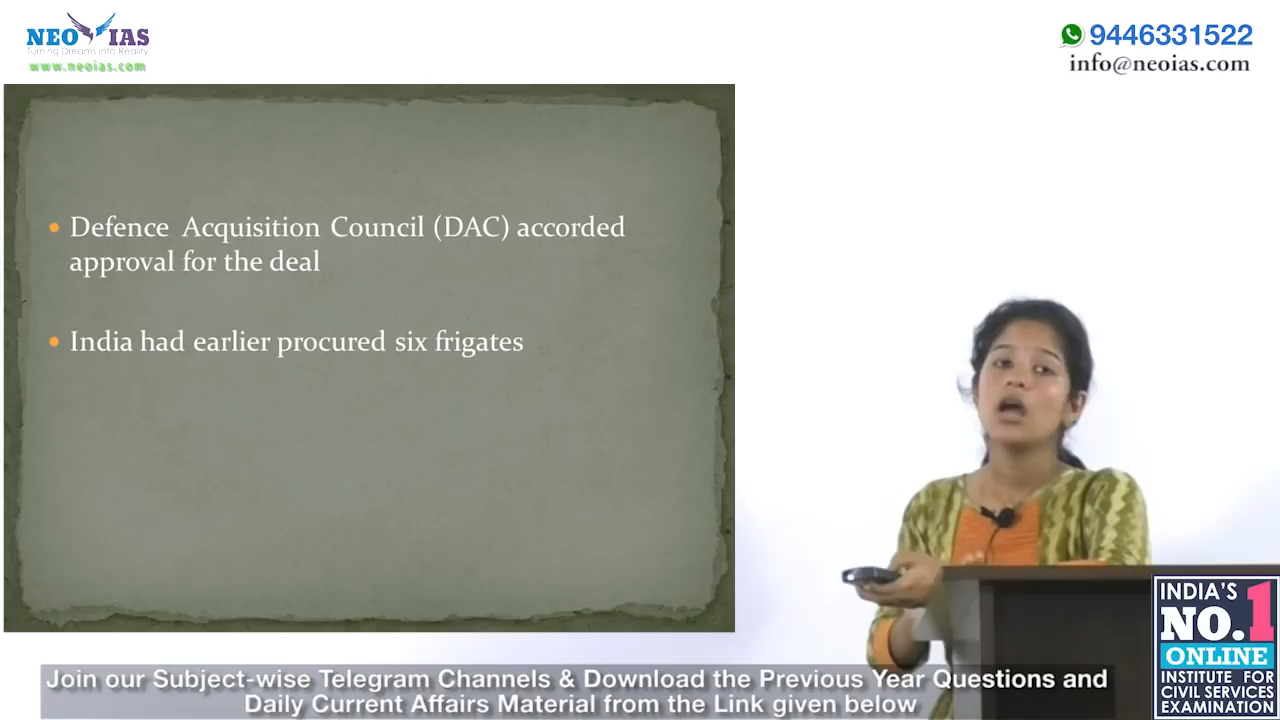 NEO IAS
Turning Dreams into Reality
www.neoias.com
9446331522
info@neoias.com
• Defence Acquisition Council (DAC) accorded
approval for the deal
• India had earlier procured six frigates
INDIA'S
NO.1
ONLINE
INSTITUTE FOR
CIVIL SERVICES
EXAMINATION
Join our Subject-wise Telegram Channels & Download the Previous Year Questions and
Daily Current Affairs Material from the Link given below